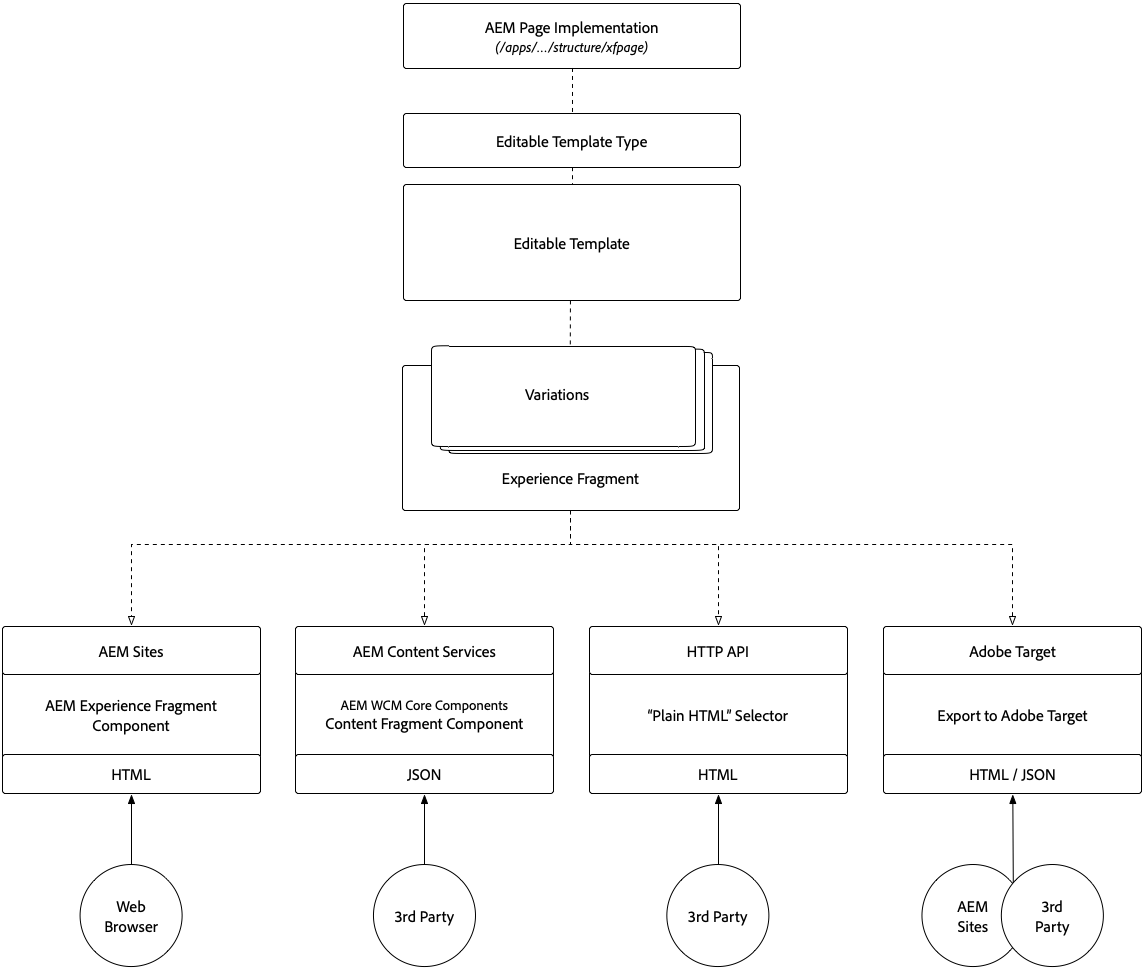 AEM Page Implementation
(/apps/.../structure/xfpage)
Editable Template Type
Editable Template
Variations
Experience Fragment
AEM Sites
AEM Experience Fragment
Component
HTML
AEM Content Services
AEM WCM Core Components
Content Fragment Component
JSON
HTTP API
“Plain HTML” Selector
HTML
Adobe Target
Export to Adobe Target
HTML / JSON
Web
Browser
3rd Party
3rd Party
AEM
Sites
3rd
Party